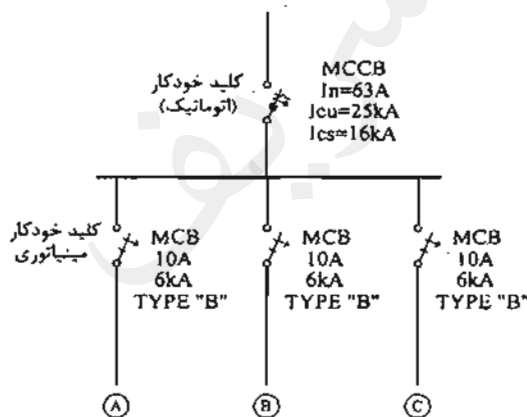 کلید خودکار
(اتوماتیک)
MCCB
In=63A
Icu=25kA
Ics=16kA
کلید خودکار
مینیاتوری
MCB
10A
6kA
TYPE "B"
MCB
10A
6kA
TYPE "B"
MCB
10A
6kA
TYPE "B"
A
B
C